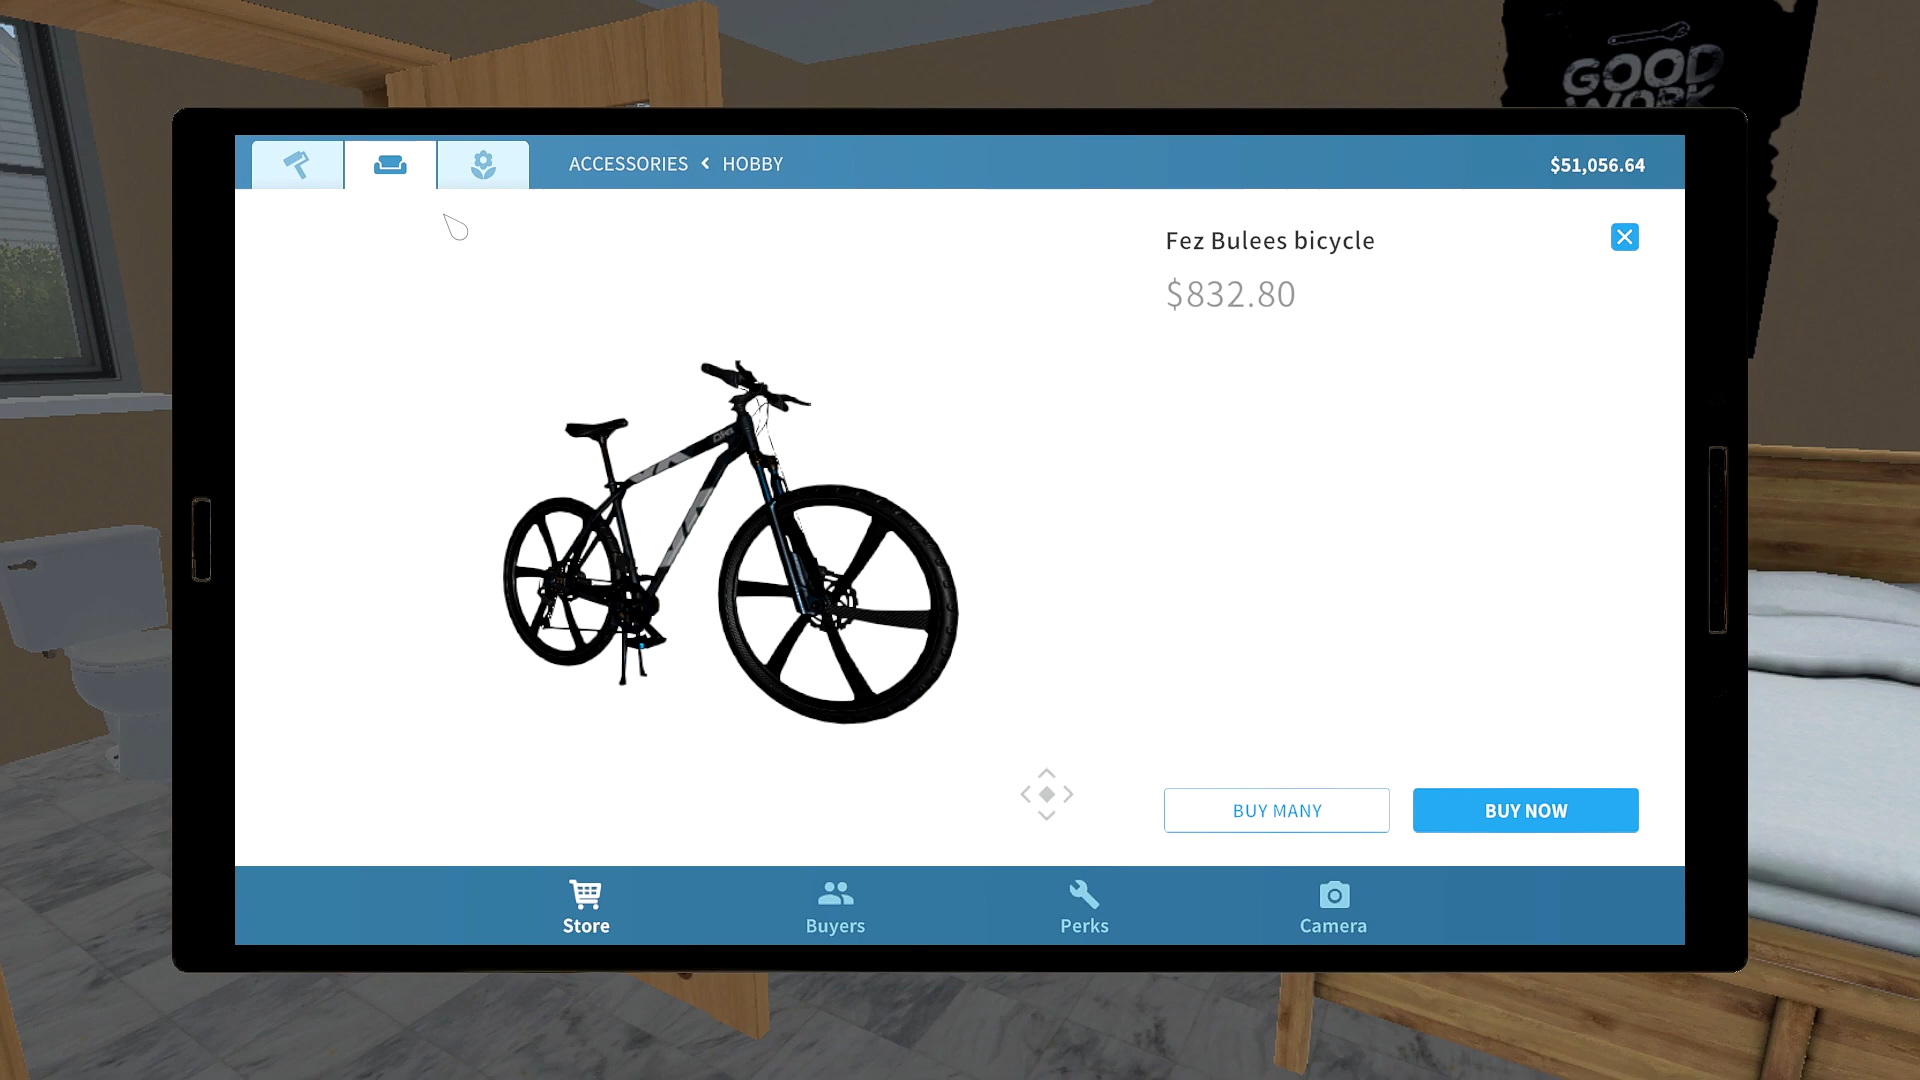 GOOD
WORK
ACCESSORIES < HOBBY
$51,056.64
Fez Bulees bicycle
$832.80
BUY MANY
BUY NOW
Store
Buyers
Perks
Camera